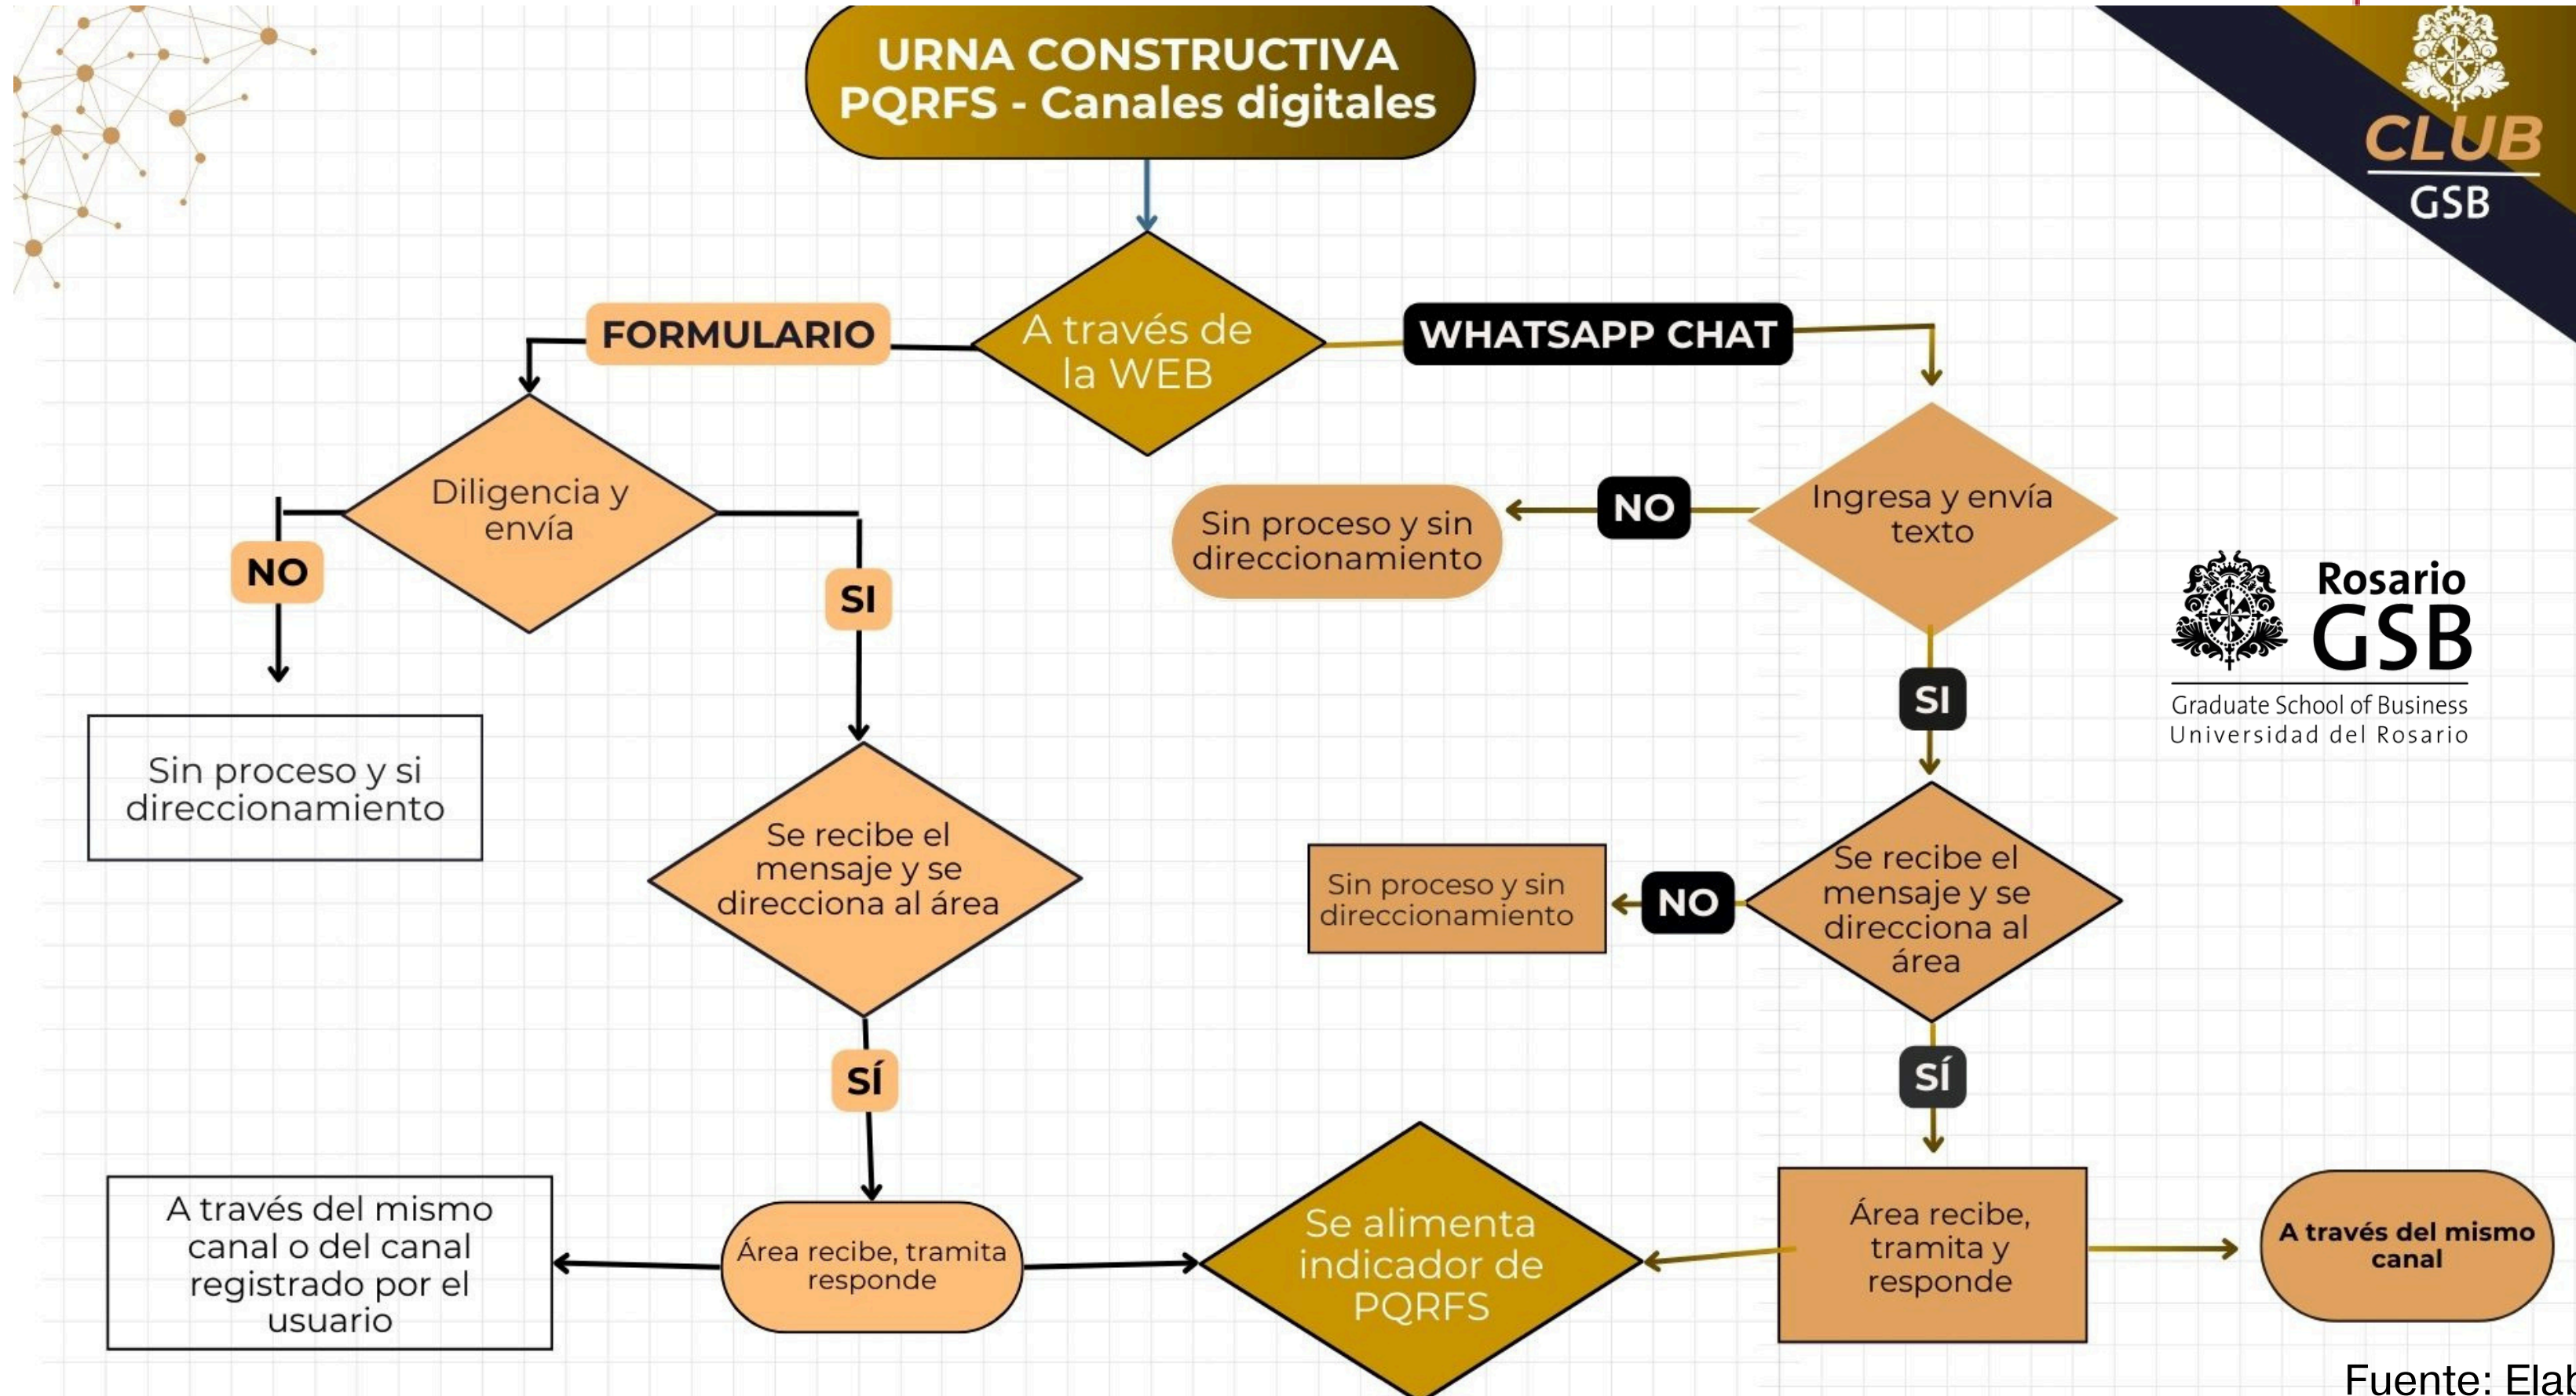 URNA CONSTRUCTIVA
PQRFS - Canales digitales
CLUB
GSB
FORMULARIO
A través de
la WEB
WHATSAPP CHAT
Diligencia y
envía
NO
SI
Sin proceso y si
direccionamiento
Sin proceso y sin
direccionamiento
NO
Ingresa y envía
texto
SI
Rosario
GSB
Graduate School of Business
Universidad del Rosario
Se recibe el
mensaje y se
direcciona al área
SÍ
Sin proceso y sin
direccionamiento
NO
Se recibe el
mensaje y se
direcciona al
área
SÍ
A través del mismo
canal o del canal
registrado por el
usuario
Área recibe, tramita
responde
Se alimenta
indicador de
PQRFS
Área recibe,
tramita y
responde
A través del mismo
canal
Fuente: